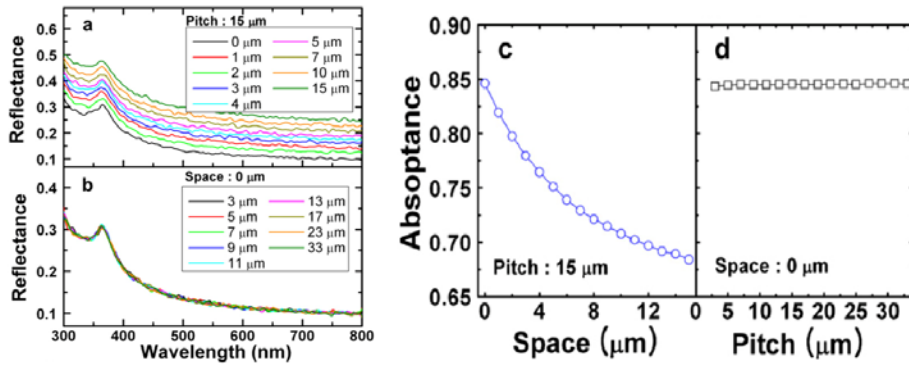 a
Pitch : 15 μm
0 μm
1 μm
2 μm
3 μm
4 μm
5 μm
7 μm
10 μm
15 μm
0.6
0.5
0.4
0.3
0.2
0.1
Reflectance
b
Space : 0 μm
3 μm
5 μm
7 μm
9 μm
11 μm
13 μm
17 μm
23 μm
33 μm
0.4
0.3
0.2
0.1
Reflectance
300 400 500 600 700 800
Wavelength (nm)
c
Pitch : 15 μm
0.90
0.85
0.80
0.75
0.70
0.65
Absoptance
0 4 8 12
Space (μm)
d
Space : 0 μm
0 5 10 15 20 25 30
Pitch (μm)